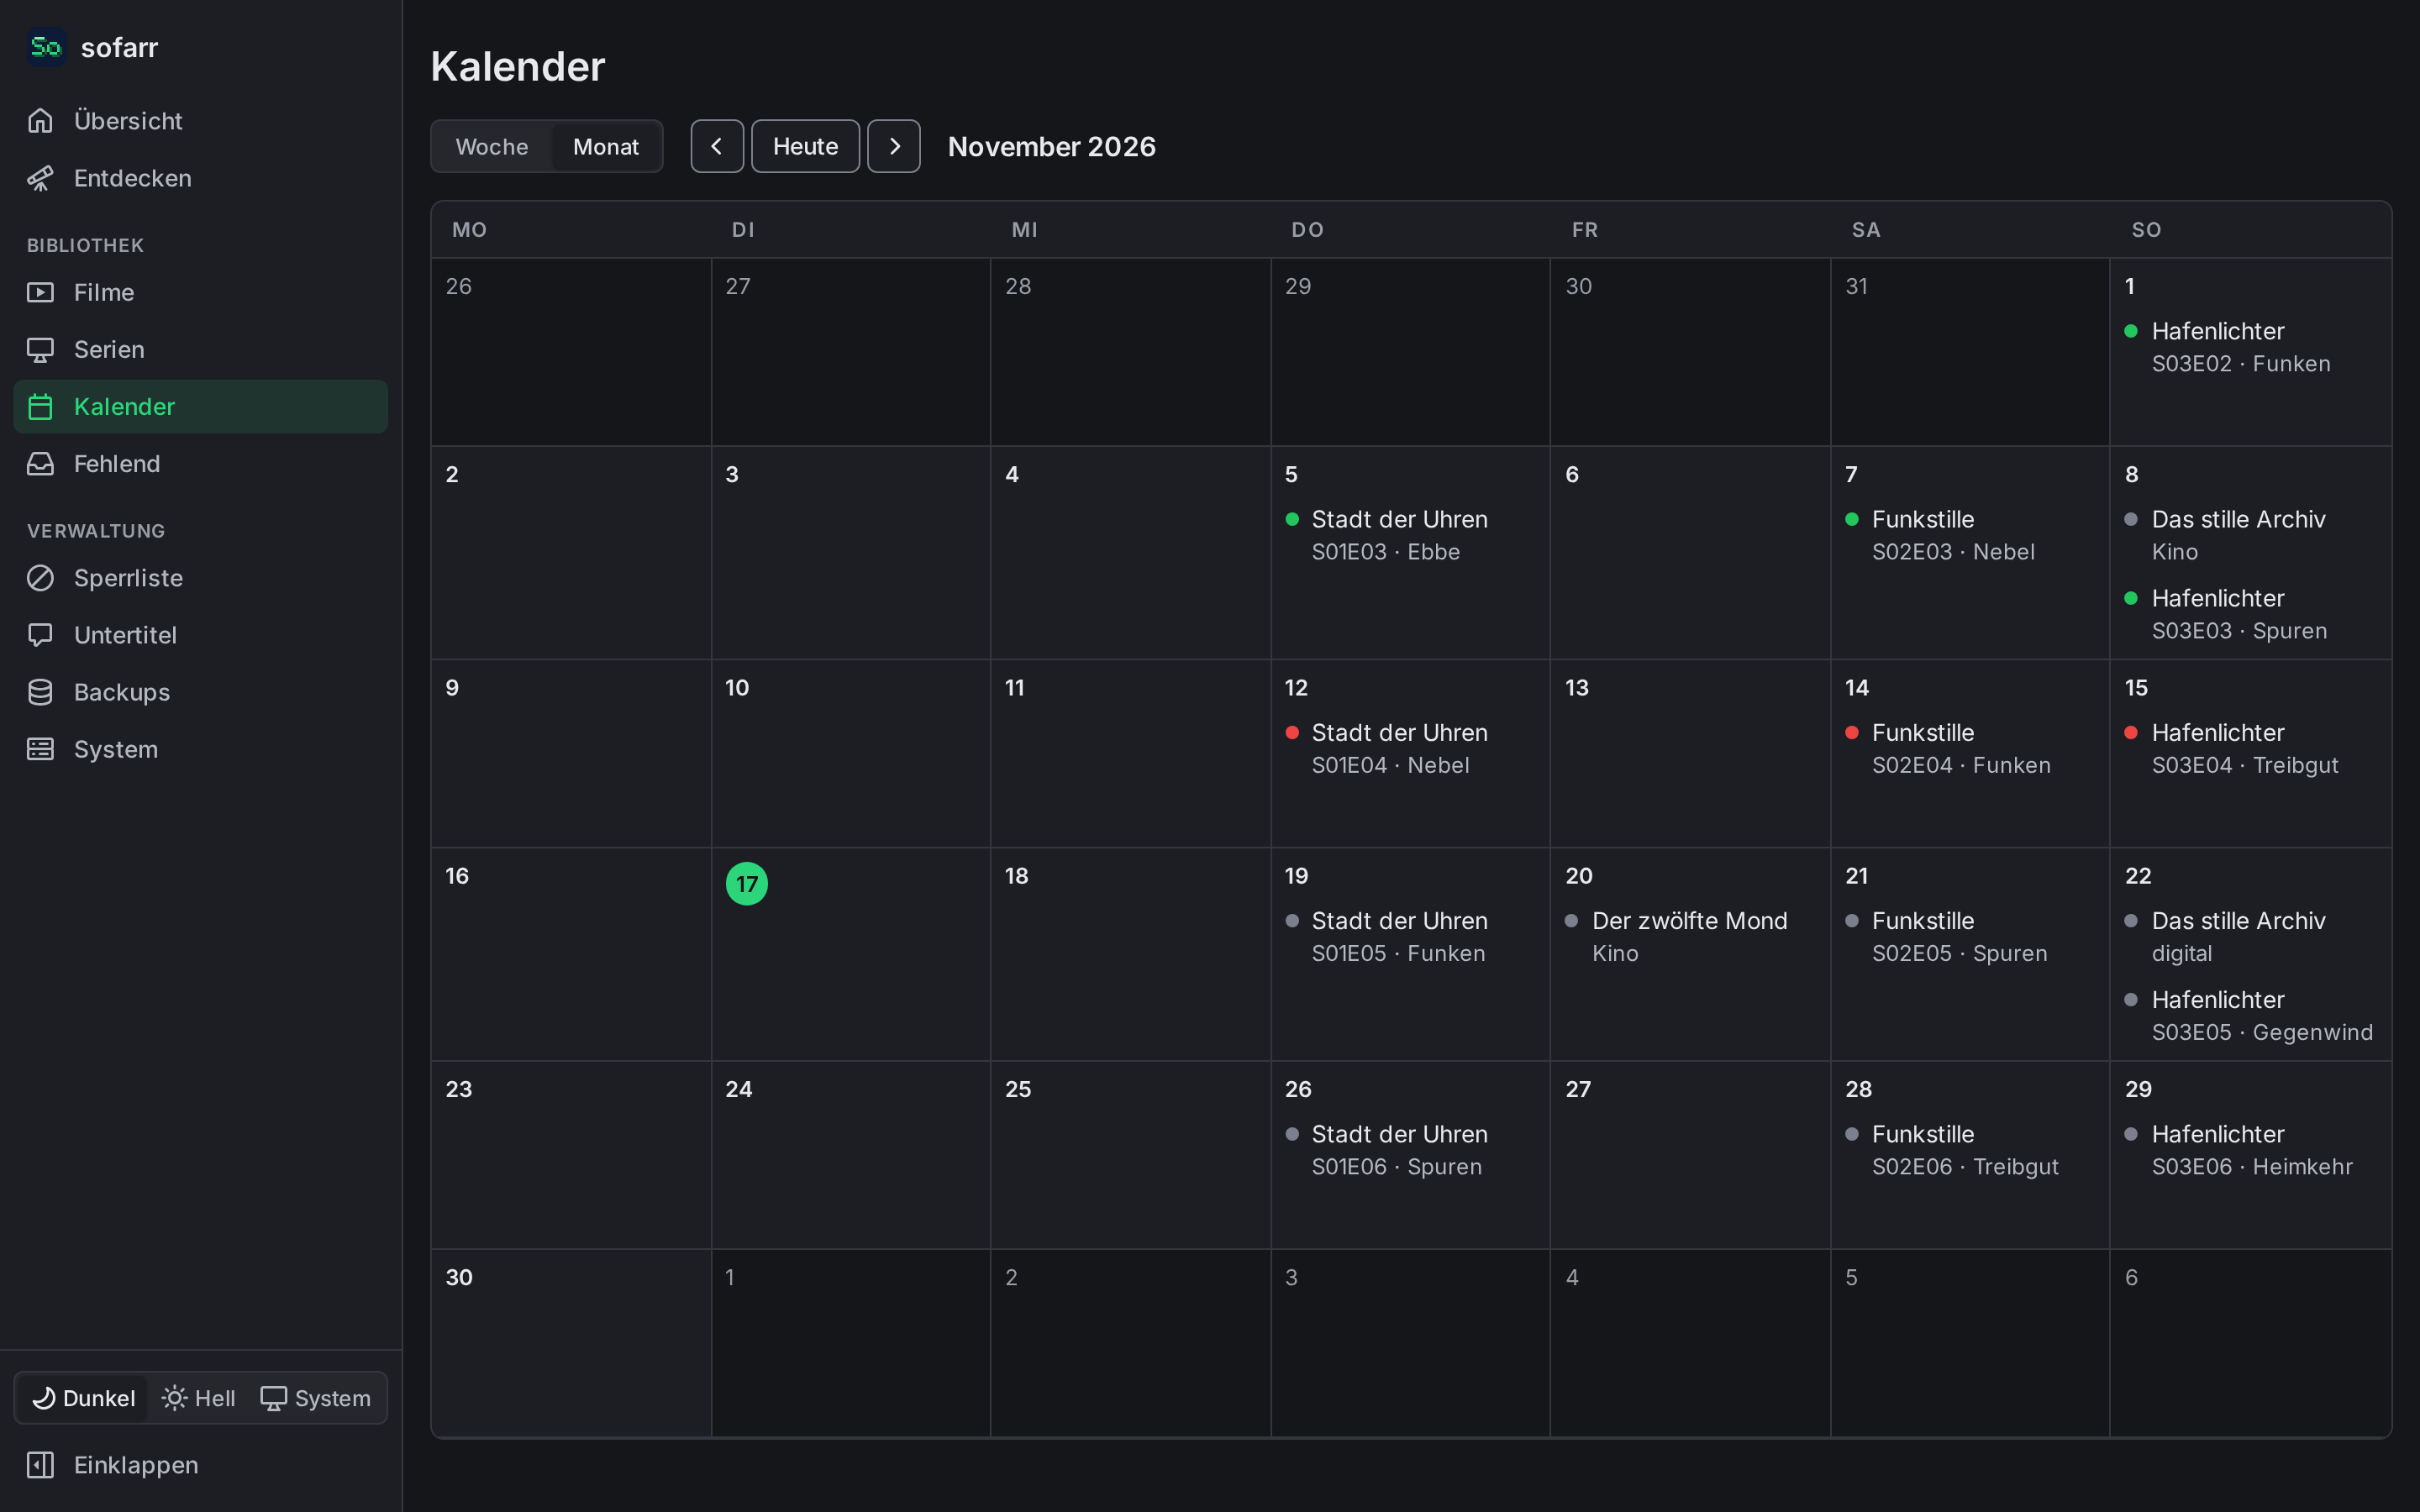 So sofarr
Übersicht
Entdecken
BIBLIOTHEK
Filme
Serien
Kalender
Fehlend
VERWALTUNG
Sperrliste
Untertitel
Backups
System
Dunkel Hell System
Einklappen
Kalender
Woche Monat Heute November 2026
MO DI MI DO FR SA SO
26 27 28 29 30 31 1
Hafenlichter
S03E02 · Funken
2 3 4 5 6 7 8
Stadt der Uhren Funkstille Das stille Archiv
S01E03 · Ebbe S02E03 · Nebel Kino
Hafenlichter
S03E03 · Spuren
9 10 11 12 13 14 15
Stadt der Uhren Funkstille Hafenlichter
S01E04 · Nebel S02E04 · Funken S03E04 · Treibgut
16 17 18 19 20 21 22
Stadt der Uhren Der zwölfte Mond Funkstille Das stille Archiv
S01E05 · Funken Kino S02E05 · Spuren digital
Hafenlichter
S03E05 · Gegenwind
23 24 25 26 27 28 29
Stadt der Uhren Funkstille Hafenlichter
S01E06 · Spuren S02E06 · Treibgut S03E06 · Heimkehr
30 1 2 3 4 5 6